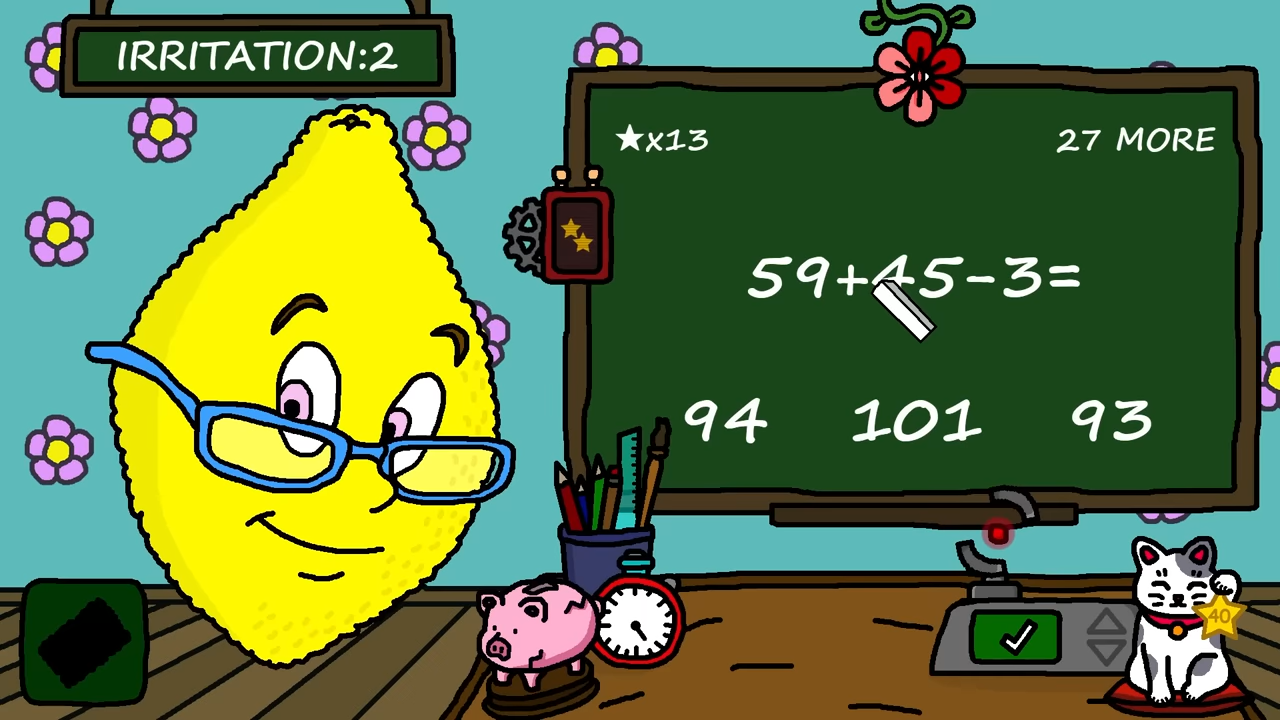 IRRITATION:2
★x13
27 MORE
59+45-3=
94 101 93
40